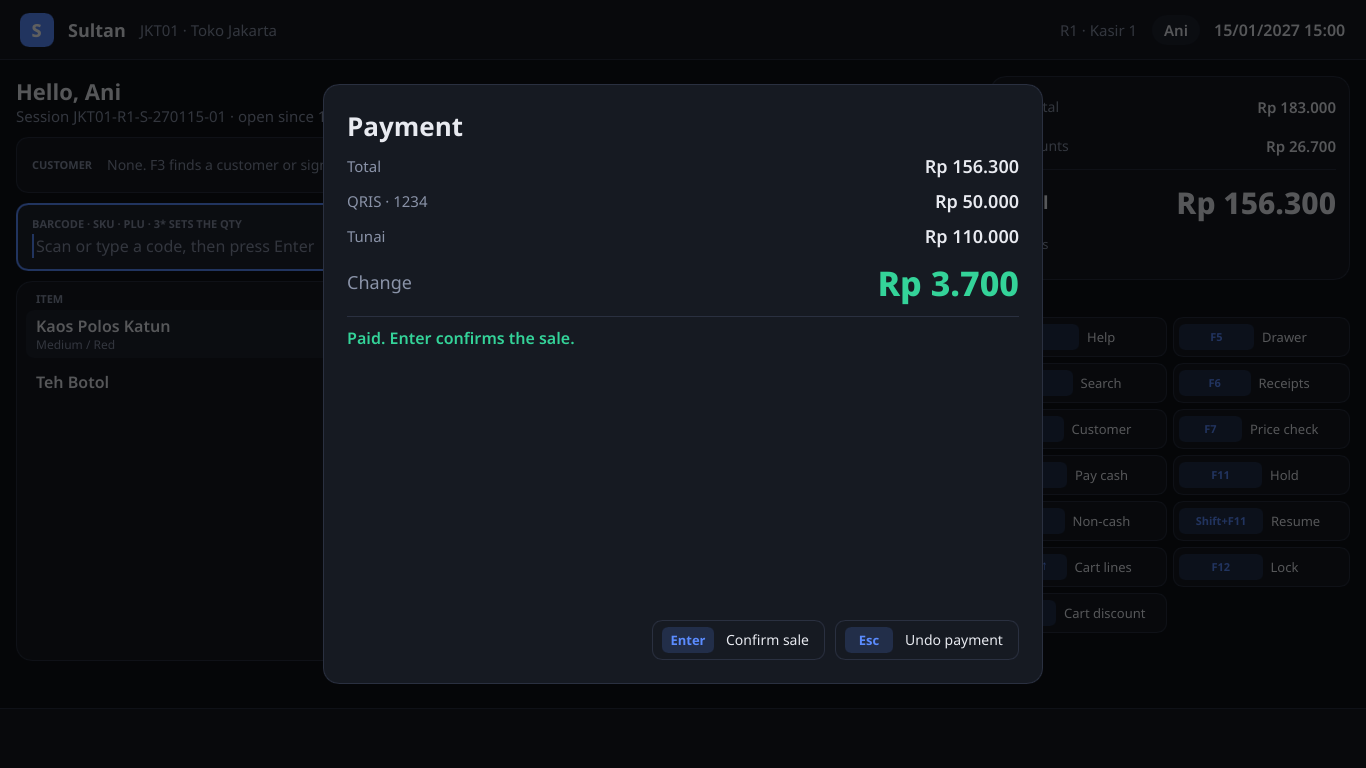 S Sultan JKT01 · Toko Jakarta
R1 · Kasir 1 Ani 15/01/2027 15:00
Hello, Ani
Session JKT01-R1-S-270115-01 · open since
CUSTOMER None. F3 finds a customer or
BARCODE · SKU · PLU · 3* SETS THE QTY
Scan or type a code, then press Enter
ITEM
Kaos Polos Katun
Medium / Red
Teh Botol
Payment
Total Rp 156.300
QRIS · 1234 Rp 50.000
Tunai Rp 110.000
Change Rp 3.700
Paid. Enter confirms the sale.
Enter Confirm sale
Esc Undo payment
Rp 183.000
Rp 26.700
Rp 156.300
Help
F5 Drawer
Search
F6 Receipts
Customer
F7 Price check
Pay cash
F11 Hold
Non-cash
Shift+F11 Resume
Cart lines
F12 Lock
Cart discount